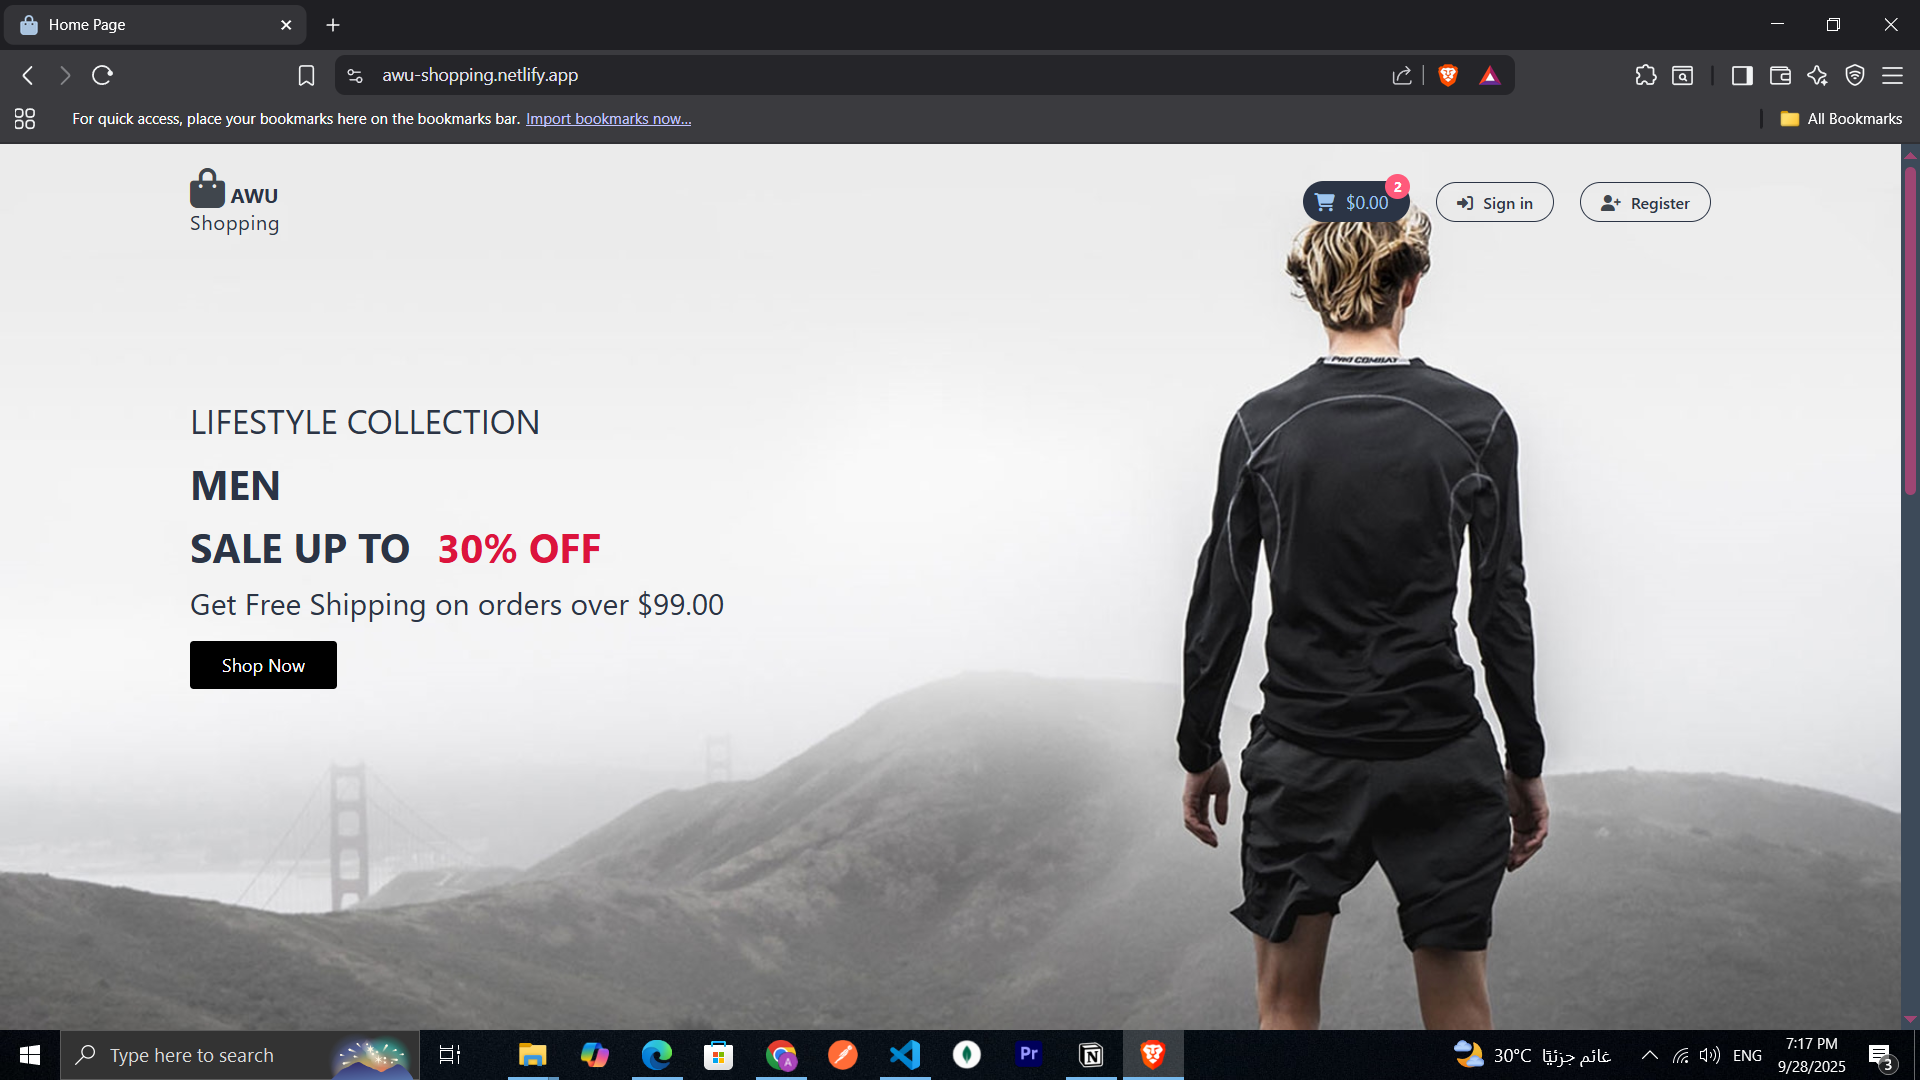 Home Page
awu-shopping.netlify.app
For quick access, place your bookmarks here on the bookmarks bar. Import bookmarks now...
All Bookmarks
AWU
Shopping
$0.00
2
Sign in
Register
LIFESTYLE COLLECTION
MEN
SALE UP TO 30% OFF
Get Free Shipping on orders over $99.00
Shop Now
Type here to search
Pr
30°C غائم جزئيًا
ENG
7:17 PM
9/28/2025
3